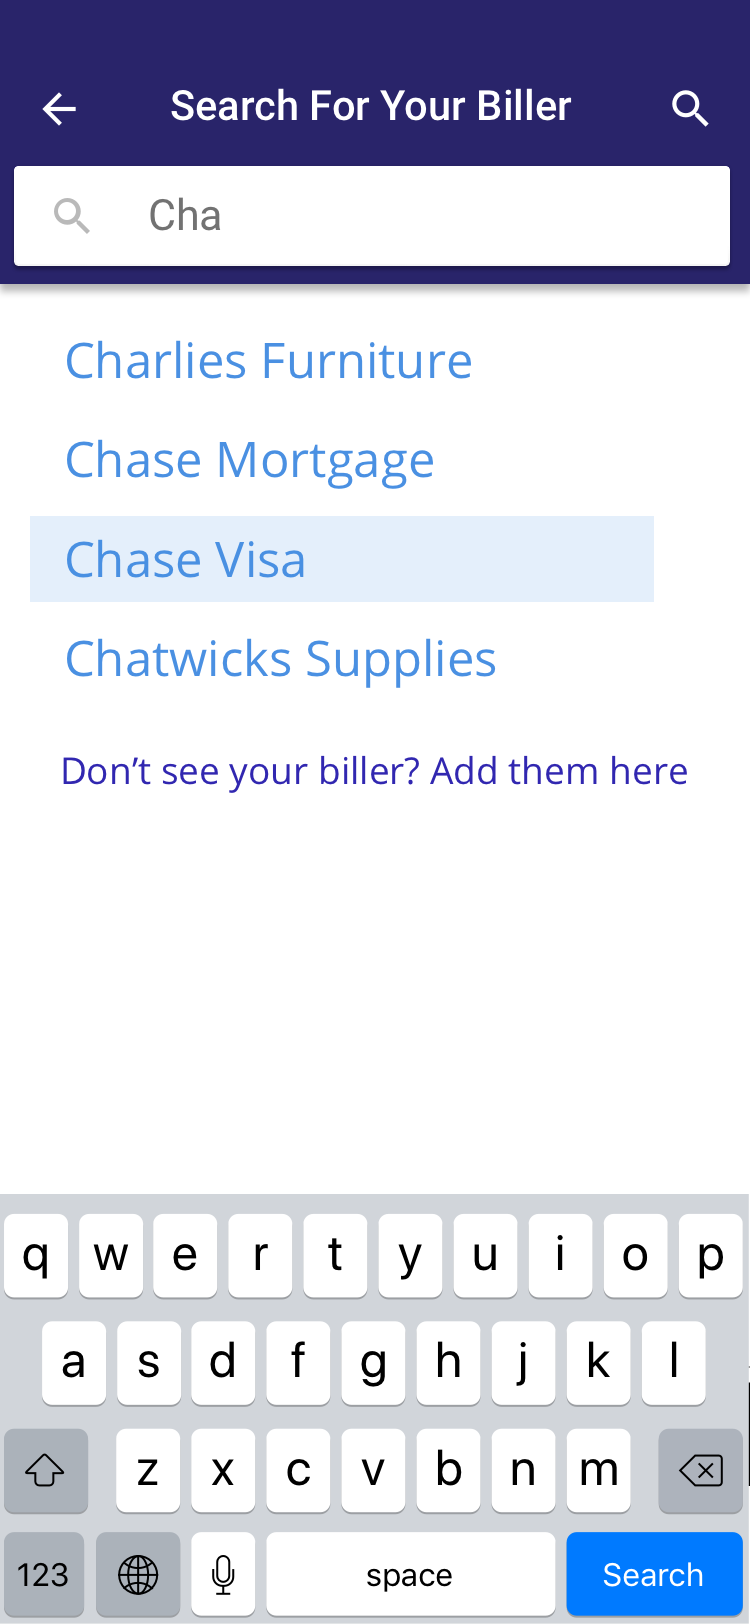 Search For Your Biller
Cha
Charlies Furniture
Chase Mortgage
Chase Visa
Chatwicks Supplies
Don’t see your biller? Add them here
q w e r t y u i o p
a s d f g h j k l
z x c v b n m
123 space Search